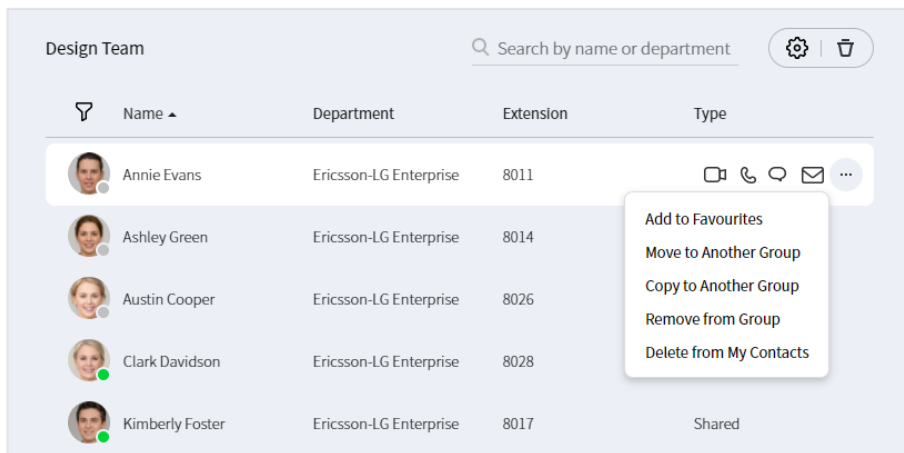 Design Team
Search by name or department
Name Department Extension Type
Annie Evans Ericsson-LG Enterprise 8011
Add to Favourites
Ashley Green Ericsson-LG Enterprise 8014
Move to Another Group
Copy to Another Group
Austin Cooper Ericsson-LG Enterprise 8026
Remove from Group
Delete from My Contacts
Clark Davidson Ericsson-LG Enterprise 8028
Kimberly Foster Ericsson-LG Enterprise 8017 Shared